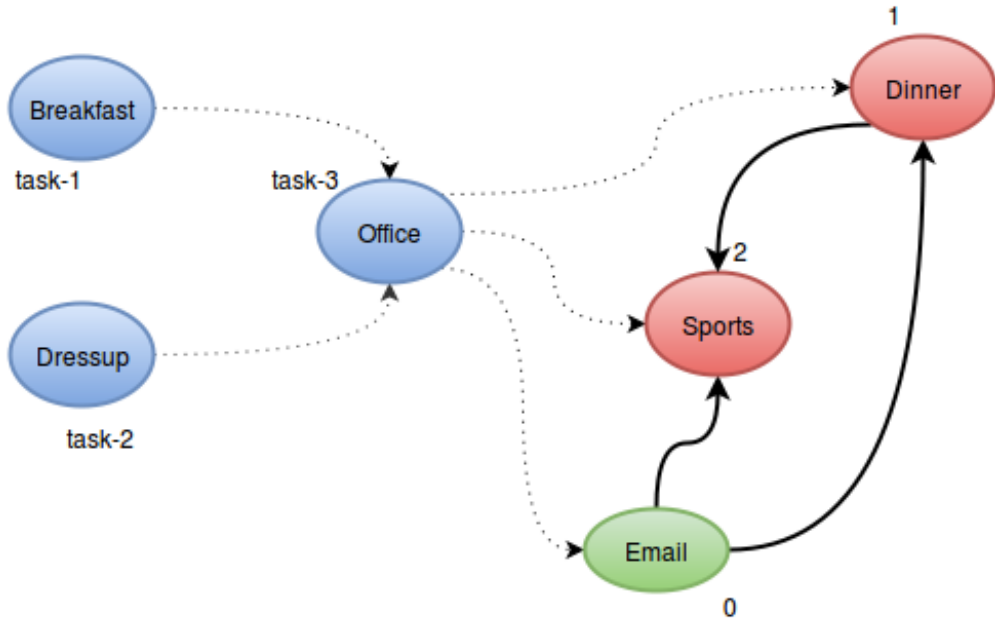 1
Dinner
Breakfast
task-1
task-3
Office
2
Sports
Dressup
task-2
Email
0